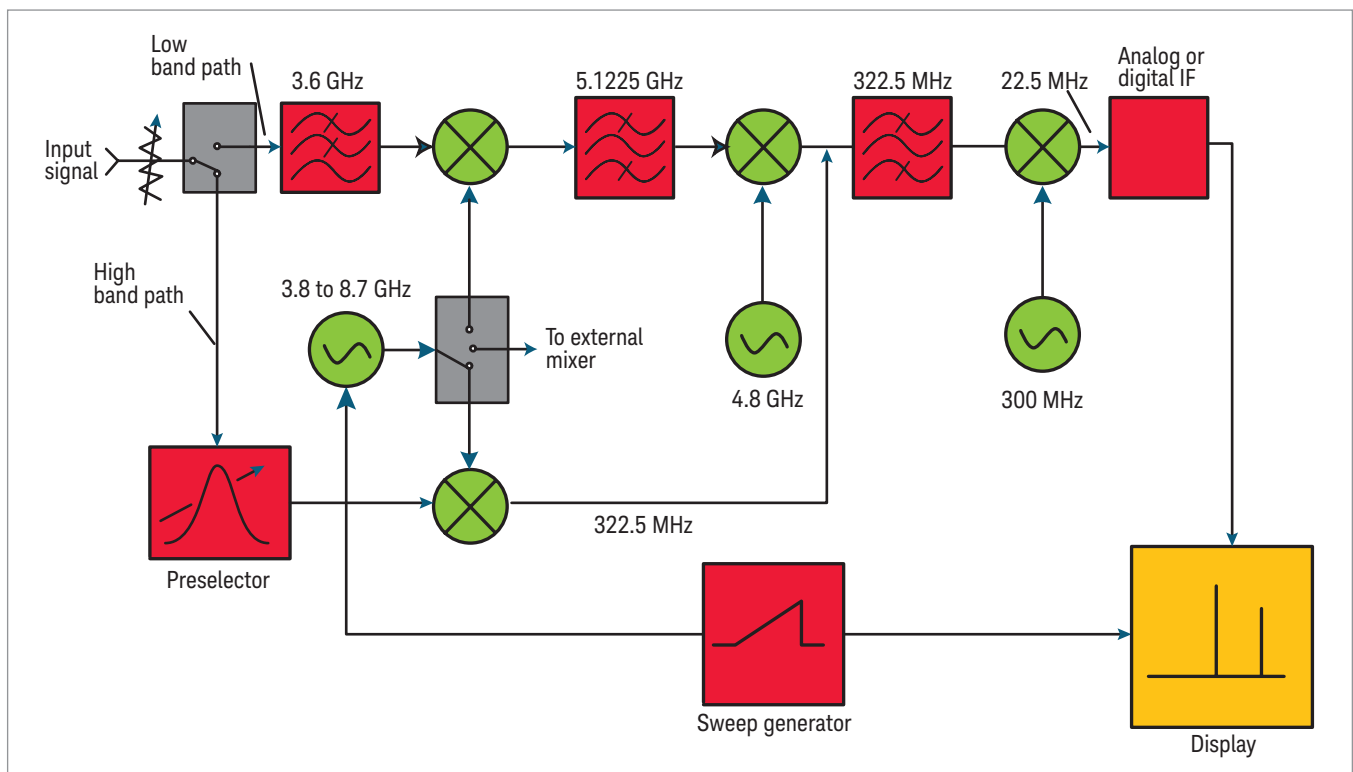 Low
band path
3.6 GHz
5.1225 GHz
322.5 MHz
22.5 MHz
Analog or
digital IF
Input
signal
High
band path
3.8 to 8.7 GHz
To external
mixer
4.8 GHz
300 MHz
322.5 MHz
Preselector
Sweep generator
Display